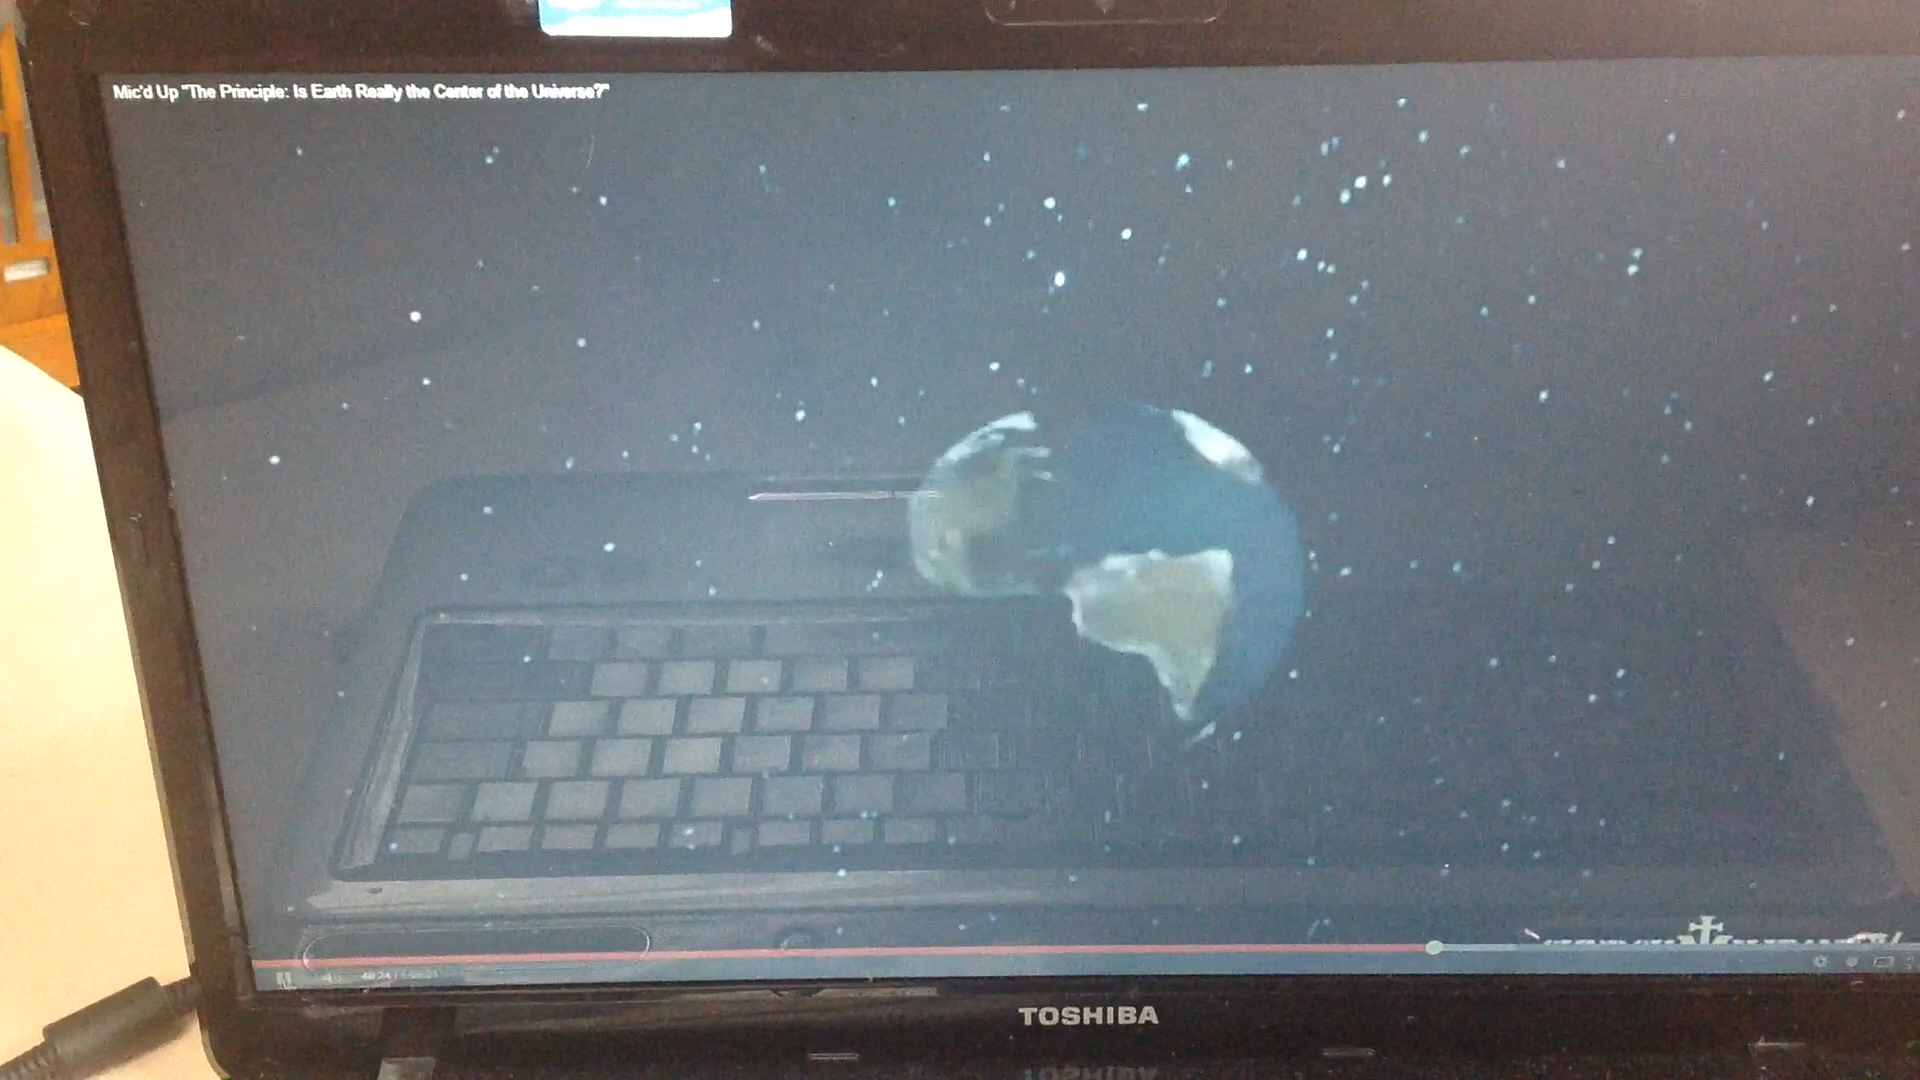 Mic'd Up "The Principle: Is Earth Really the Center of the Universe?"
TOSHIBA